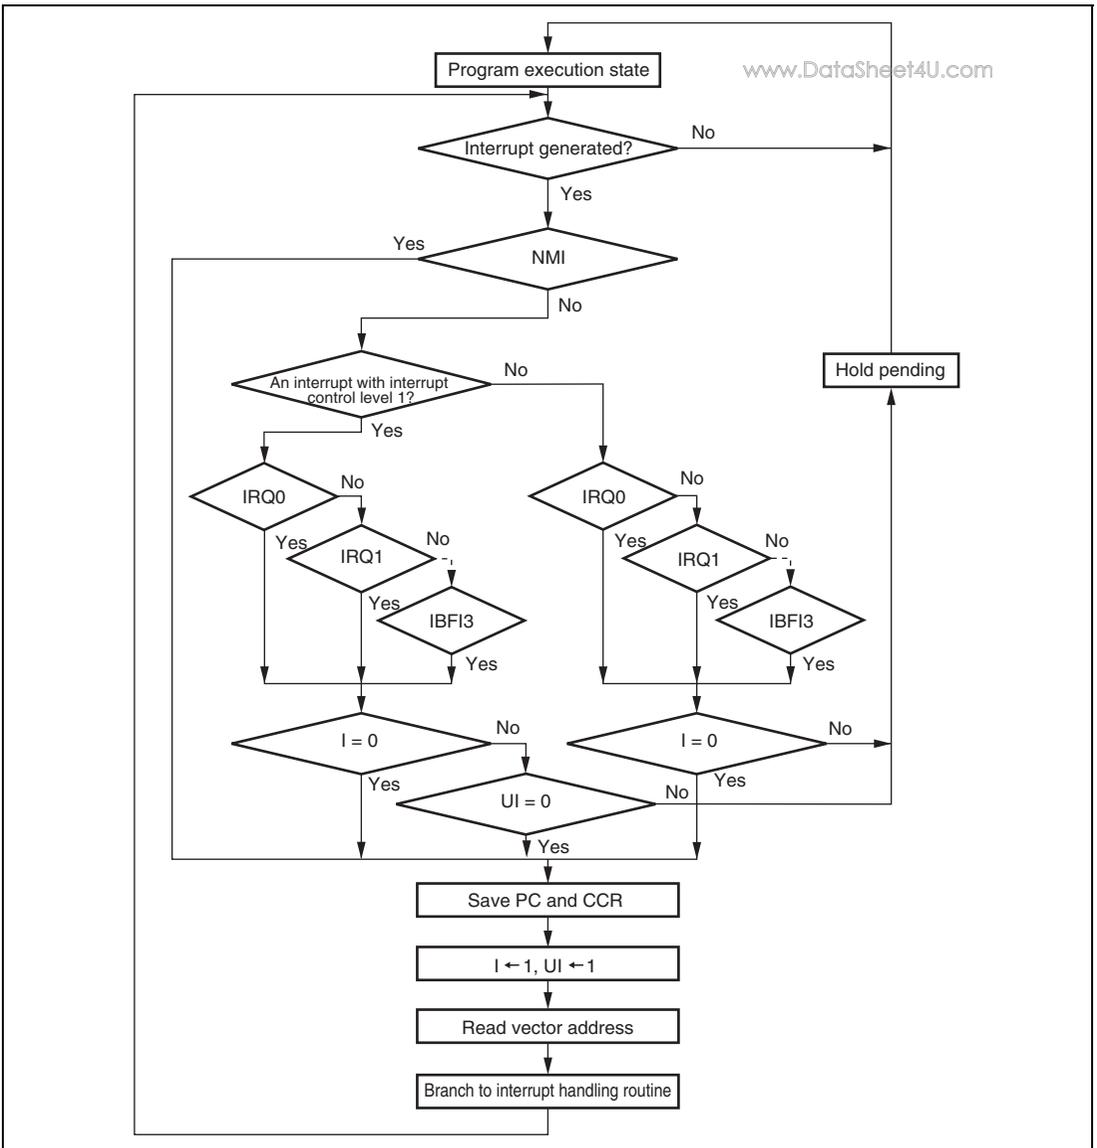 Program execution state
www.DataSheet4U.com
Interrupt generated?
No
Yes
Yes
NMI
No
An interrupt with interrupt
control level 1?
No
Hold pending
Yes
IRQ0
No
IRQ0
No
Yes
IRQ1
No
Yes
IRQ1
No
Yes
IBFI3
Yes
IBFI3
Yes
Yes
I = 0
No
I = 0
No
Yes
UI = 0
No
Yes
Yes
Save PC and CCR
I ← 1, UI ← 1
Read vector address
Branch to interrupt handling routine